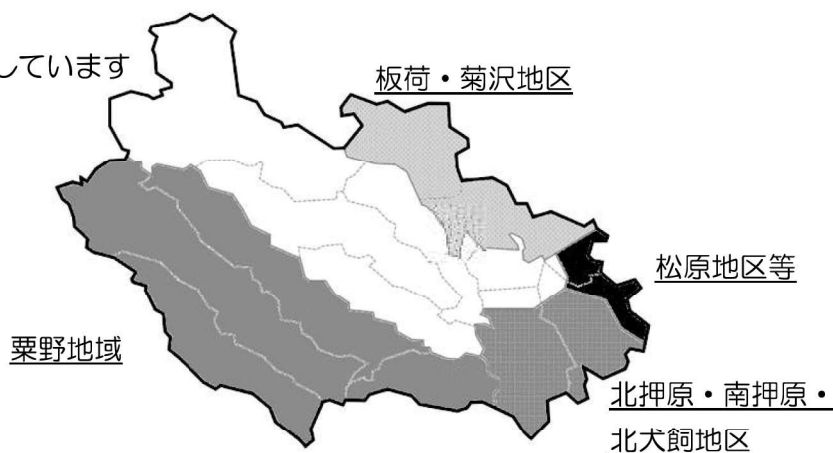 しています
板荷・菊沢地区
松原地区等
粟野地域
北押原・南押原・
北犬飼地区